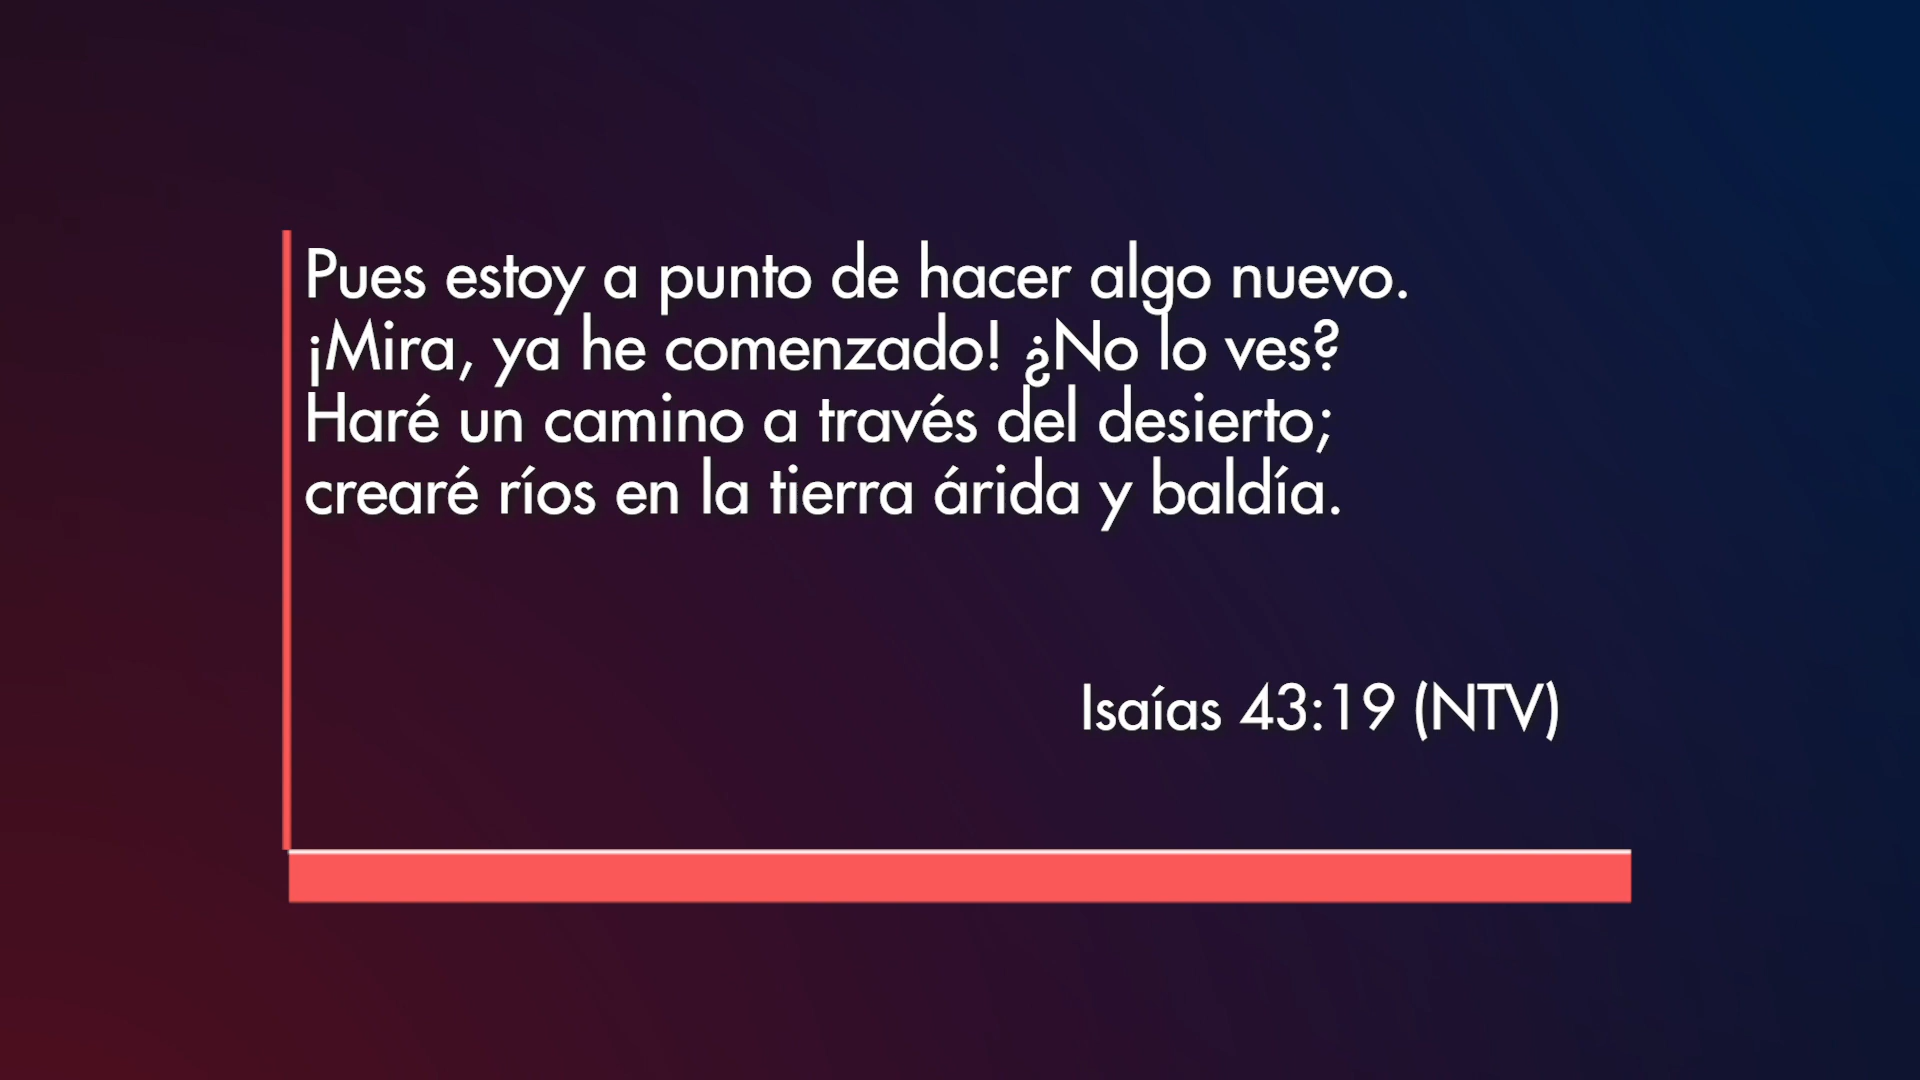 Pues estoy a punto de hacer algo nuevo.
¡Mira, ya he comenzado! ¿No lo ves?
Haré un camino a través del desierto;
crearé ríos en la tierra árida y baldía.
Isaías 43:19 (NTV)